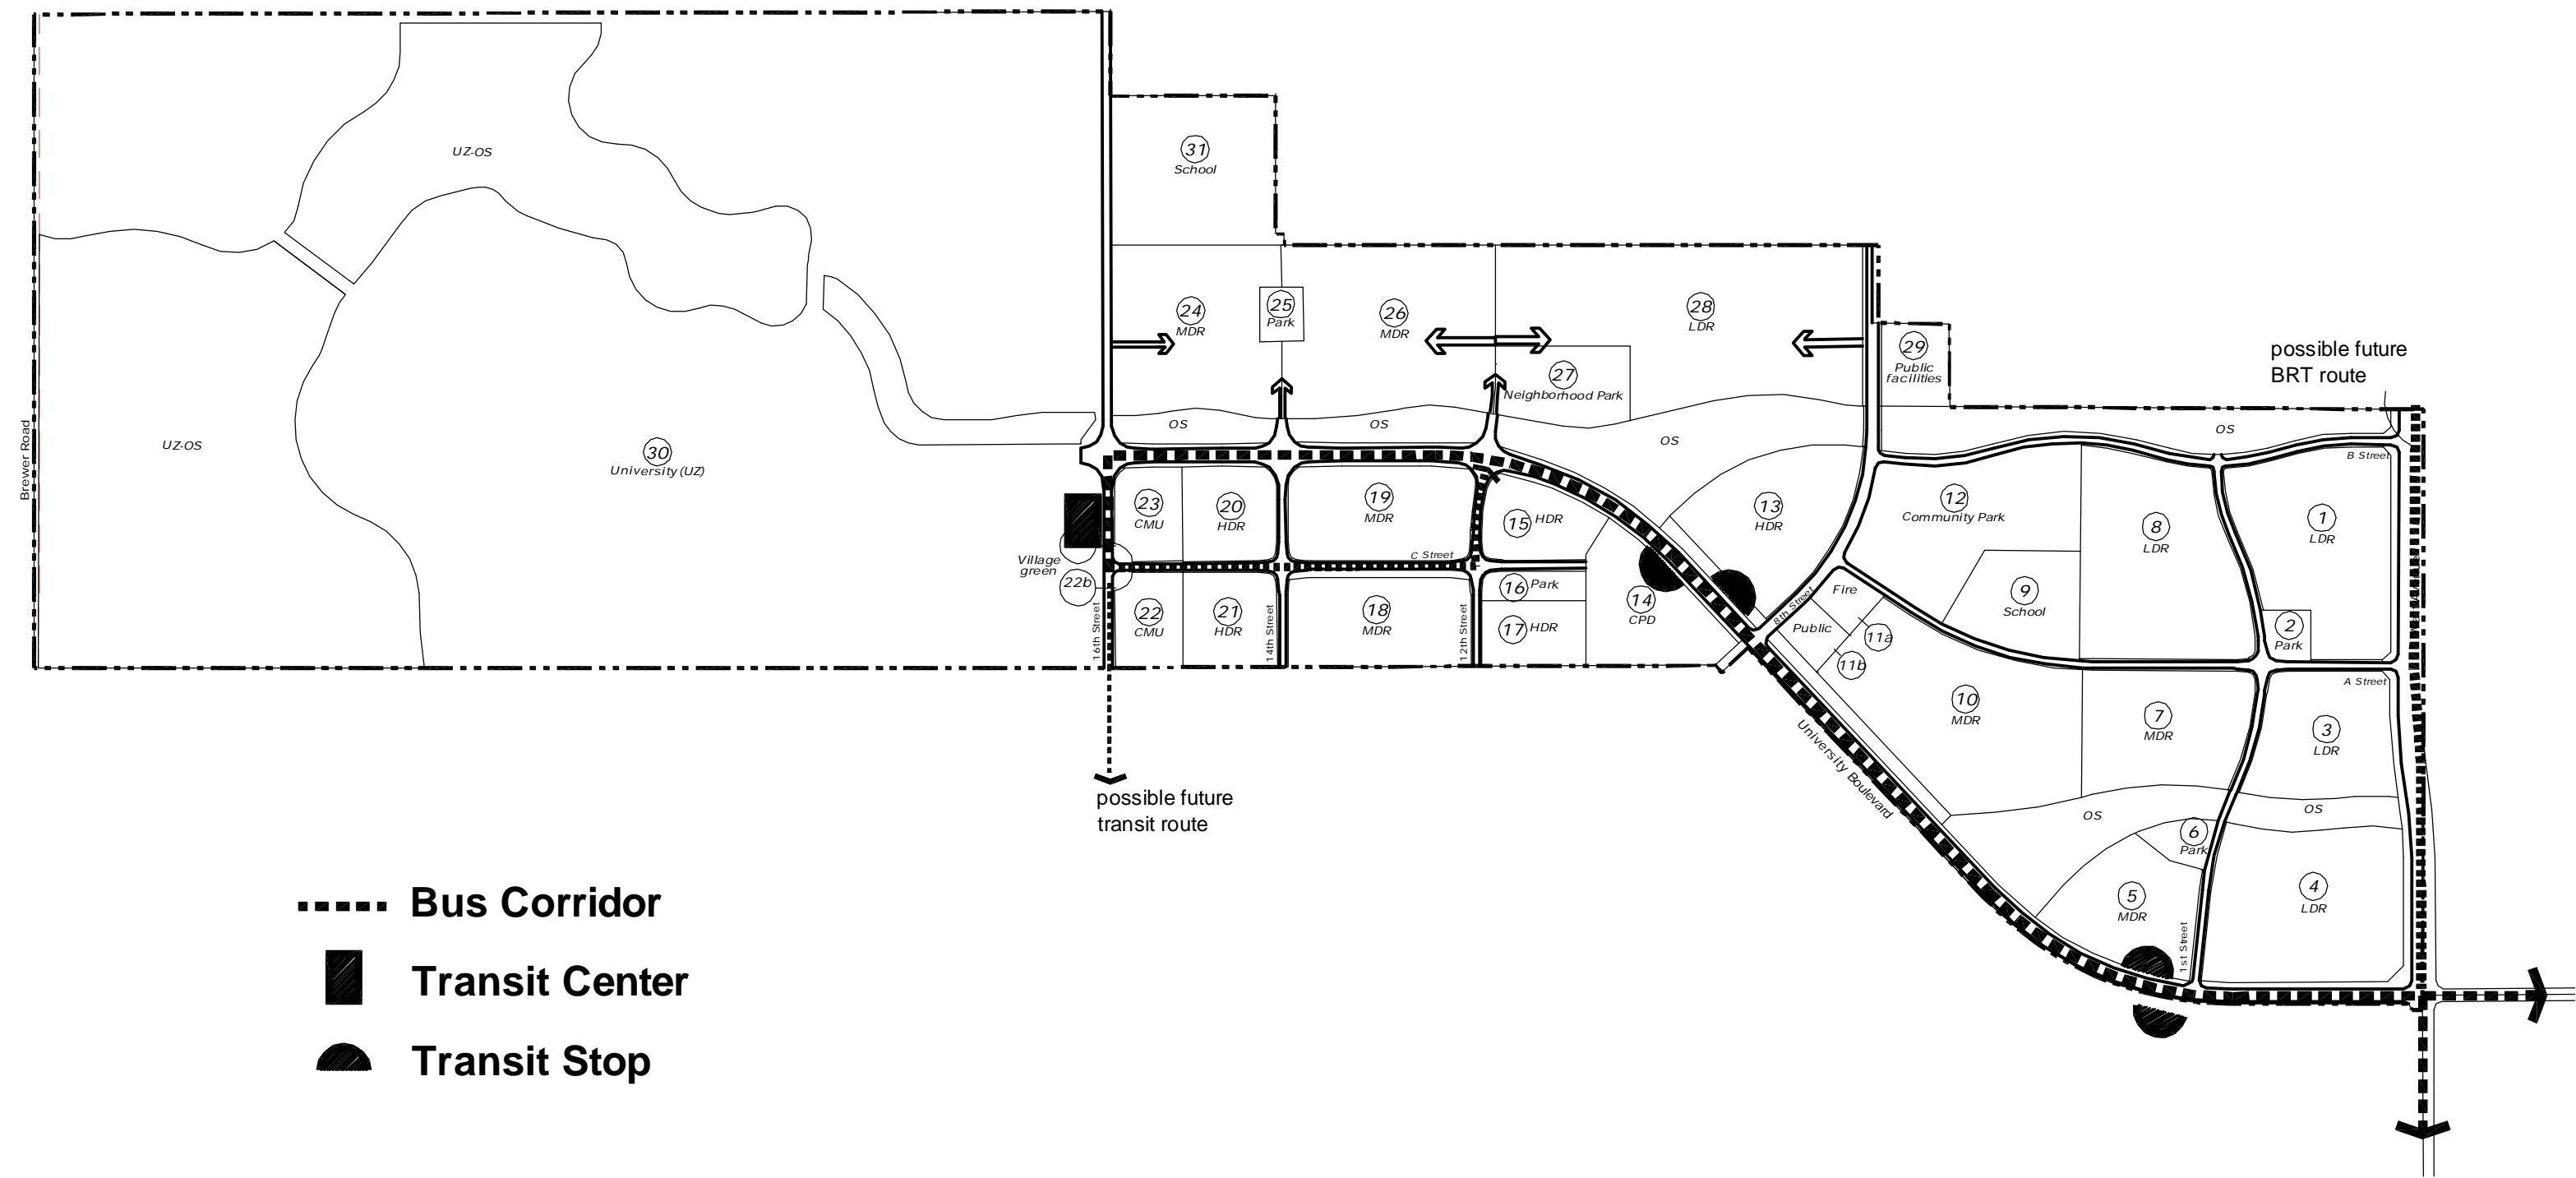 UZ-OS
31
School
24
MDR
25
Park
26
MDR
28
LDR
27
Neighborhood Park
29
Public
facilities
possible future
BRT route
Brewer Road
UZ-OS
30
University (UZ)
OS
OS
OS
OS
B Street
23
CMU
20
HDR
19
MDR
15 HDR
13
HDR
12
Community Park
8
LDR
1
LDR
C Street
Village
green
22b
22
CMU
21
HDR
18
MDR
16 Park
17 HDR
14
CPD
16th Street
14th Street
12th Street
8th Street
Fire
Public
11a
11b
9
School
2
Park
A Street
10
MDR
7
MDR
3
LDR
University Boulevard
possible future
transit route
OS
OS
6
Park
5
MDR
4
LDR
1st Street
Bus Corridor
Transit Center
Transit Stop